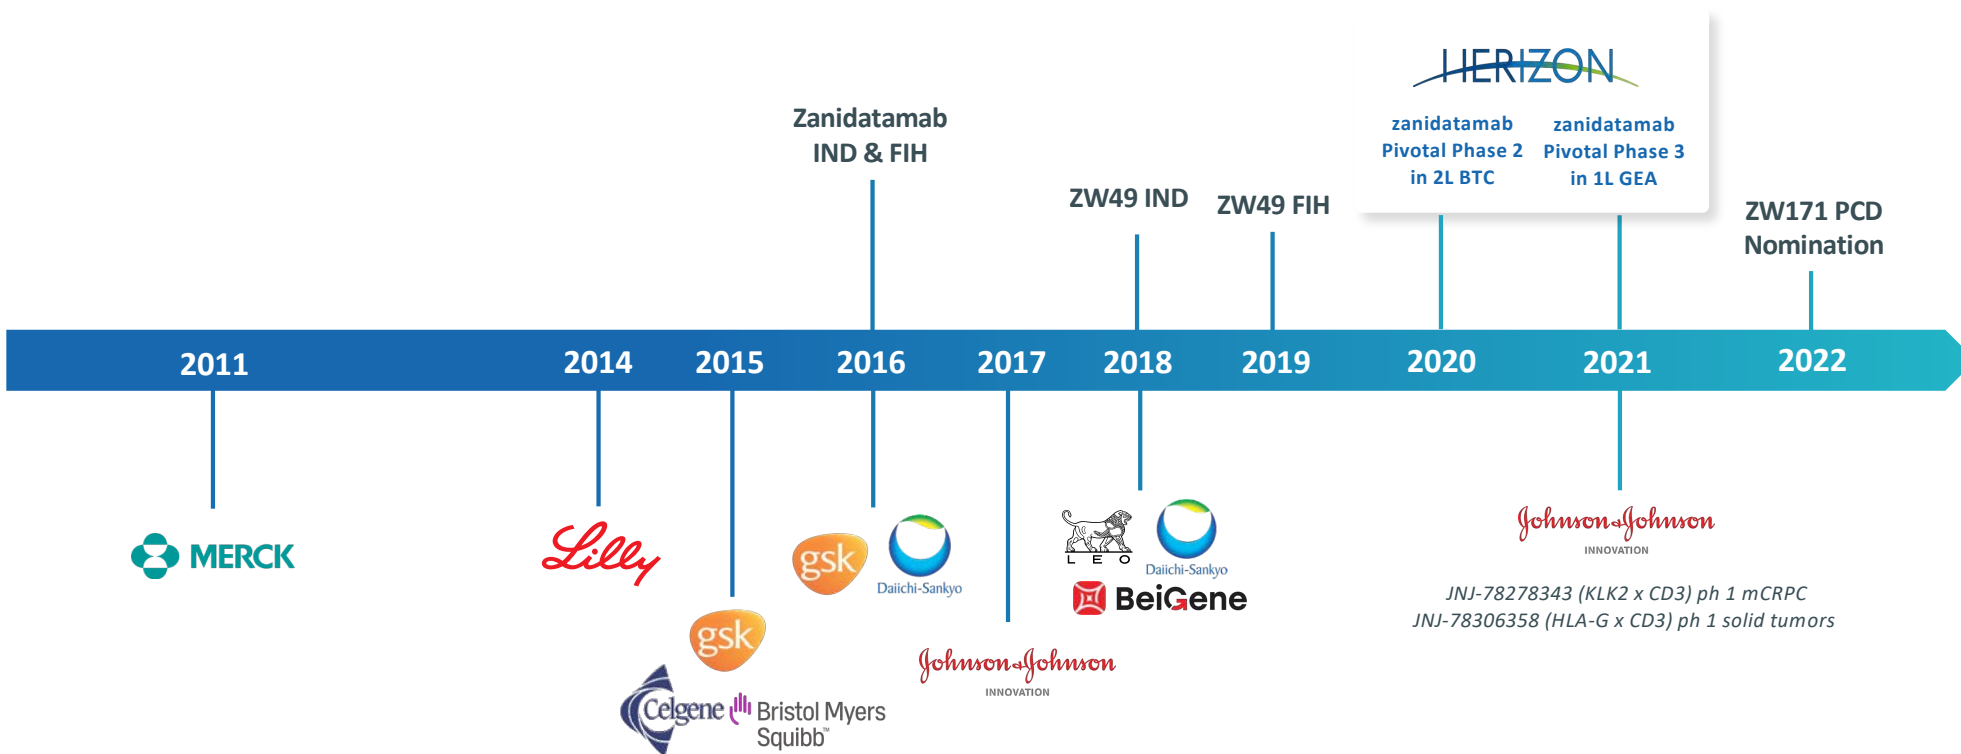 HERIZON
zanidatamab
Pivotal Phase 2
in 2L BTC
zanidatamab
Pivotal Phase 3
in 1L GEA
Zanidatamab
IND & FIH
ZW49 IND
ZW49 FIH
ZW171 PCD
Nomination
2011
2014
2015
2016
2017
2018
2019
2020
2021
2022
MERCK
Lilly
gsk
Celgene
Bristol Myers
Squibb™
gsk
Daiichi-Sankyo
Johnson&Johnson
INNOVATION
LEO
Daiichi-Sankyo
BeiGene
Johnson&Johnson
INNOVATION
JNJ-78278343 (KLK2 x CD3) ph 1 mCRPC
JNJ-78306358 (HLA-G x CD3) ph 1 solid tumors